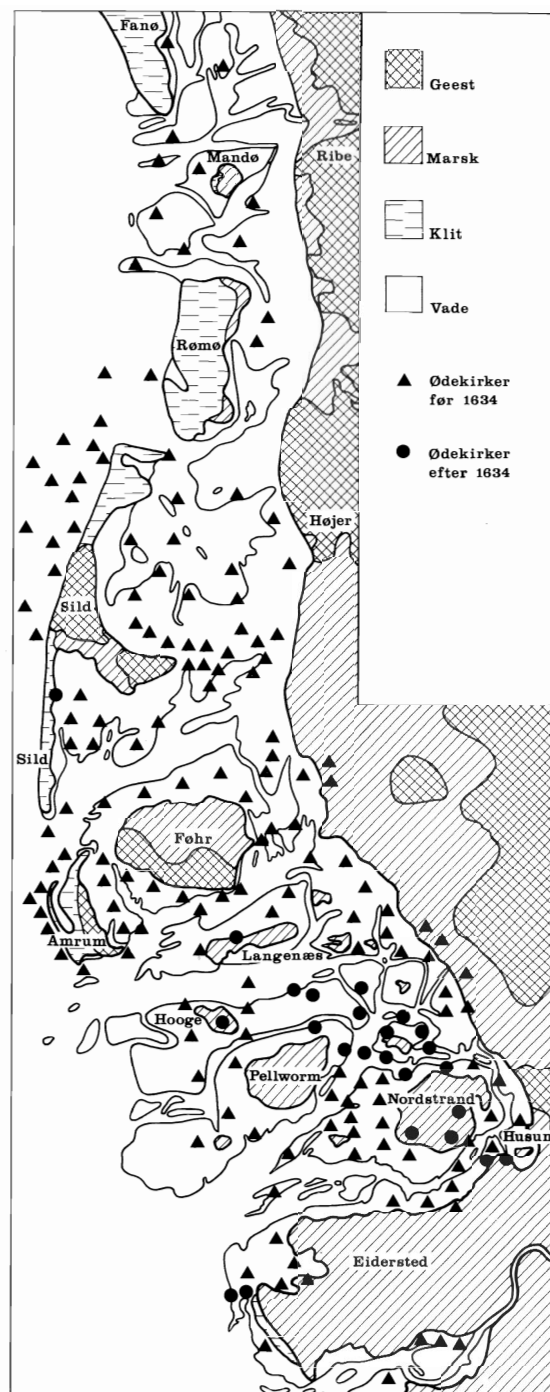 Fanø
Geest
Marsk
Mandø
Ribe
Klit
Vade
Rømø
Ødekirker
før 1634
Ødekirker
efter 1634
Højer
Sild
Sild
Føhr
Amrum
Langenæs
Hooge
Pellworm
Nordstrand
Husum
Eidersted